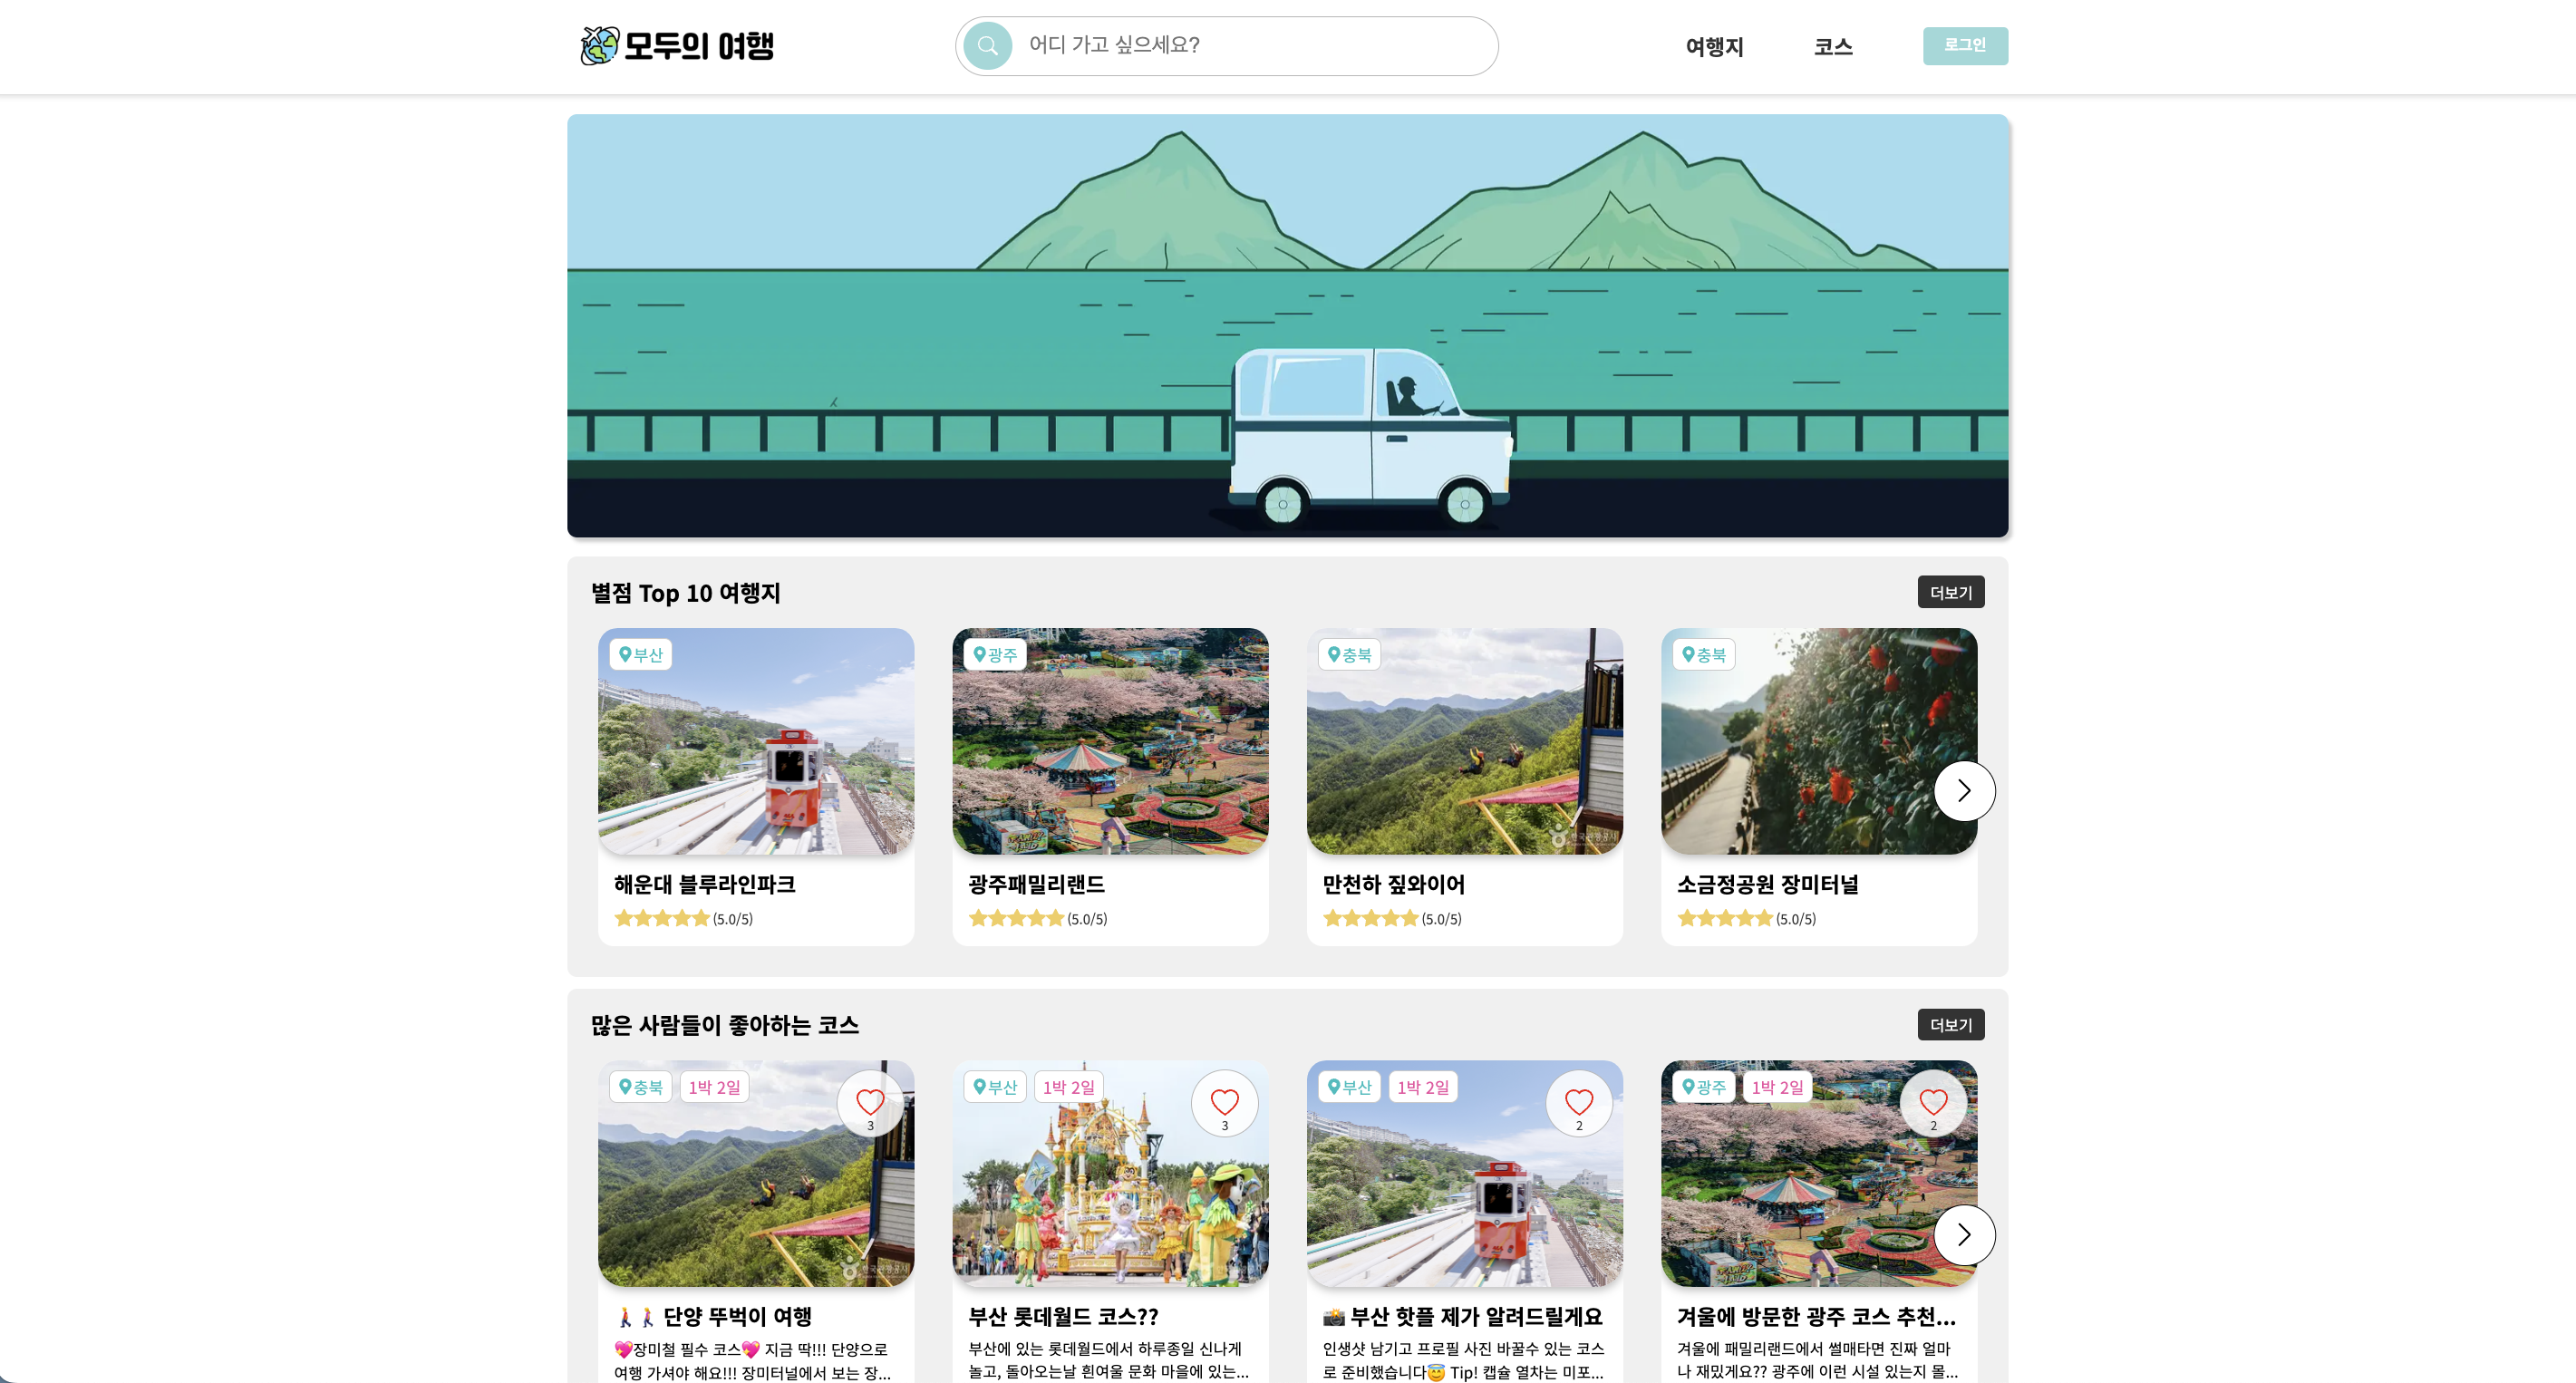 모두의 여행
어디 가고 싶으세요?
여행지
코스
로그인
별점 Top 10 여행지
더보기
부산
광주
충북
충북
한국관광공사
해운대 블루라인파크
광주패밀리랜드
만천하 짚와이어
소금정공원 장미터널
(5.0/5)
(5.0/5)
(5.0/5)
(5.0/5)
많은 사람들이 좋아하는 코스
더보기
충북 1박 2일
3
부산 1박 2일
3
부산 1박 2일
2
광주 1박 2일
2
한국관광공사
🚶🚶 단양 뚜벅이 여행
💖장미철 필수 코스💖 지금 딱!!! 단양으로
여행 가셔야 해요!!! 장미터널에서 보는 장...
부산 롯데월드 코스??
부산에 있는 롯데월드에서 하루종일 신나게
놀고, 돌아오는날 흰여울 문화 마을에 있는...
📸 부산 핫플 제가 알려드릴게요
인생샷 남기고 프로필 사진 바꿀수 있는 코스
로 준비했습니다😇 Tip! 캡슐 열차는 미포...
겨울에 방문한 광주 코스 추천...
겨울에 패밀리랜드에서 썰매타면 진짜 얼마
나 재밌게요?? 광주에 이런 시설 있는지 몰...